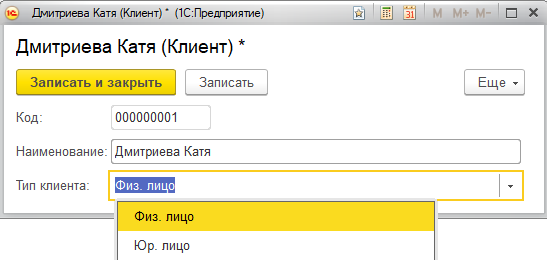 Дмитриева Катя (Клиент) * (1С:Предприятие)
M M+ M-
Дмитриева Катя (Клиент) *
Записать и закрыть Записать Еще
Код: 000000001
Наименование: Дмитриева Катя
Тип клиента: Физ. лицо
Физ. лицо
Юр. лицо